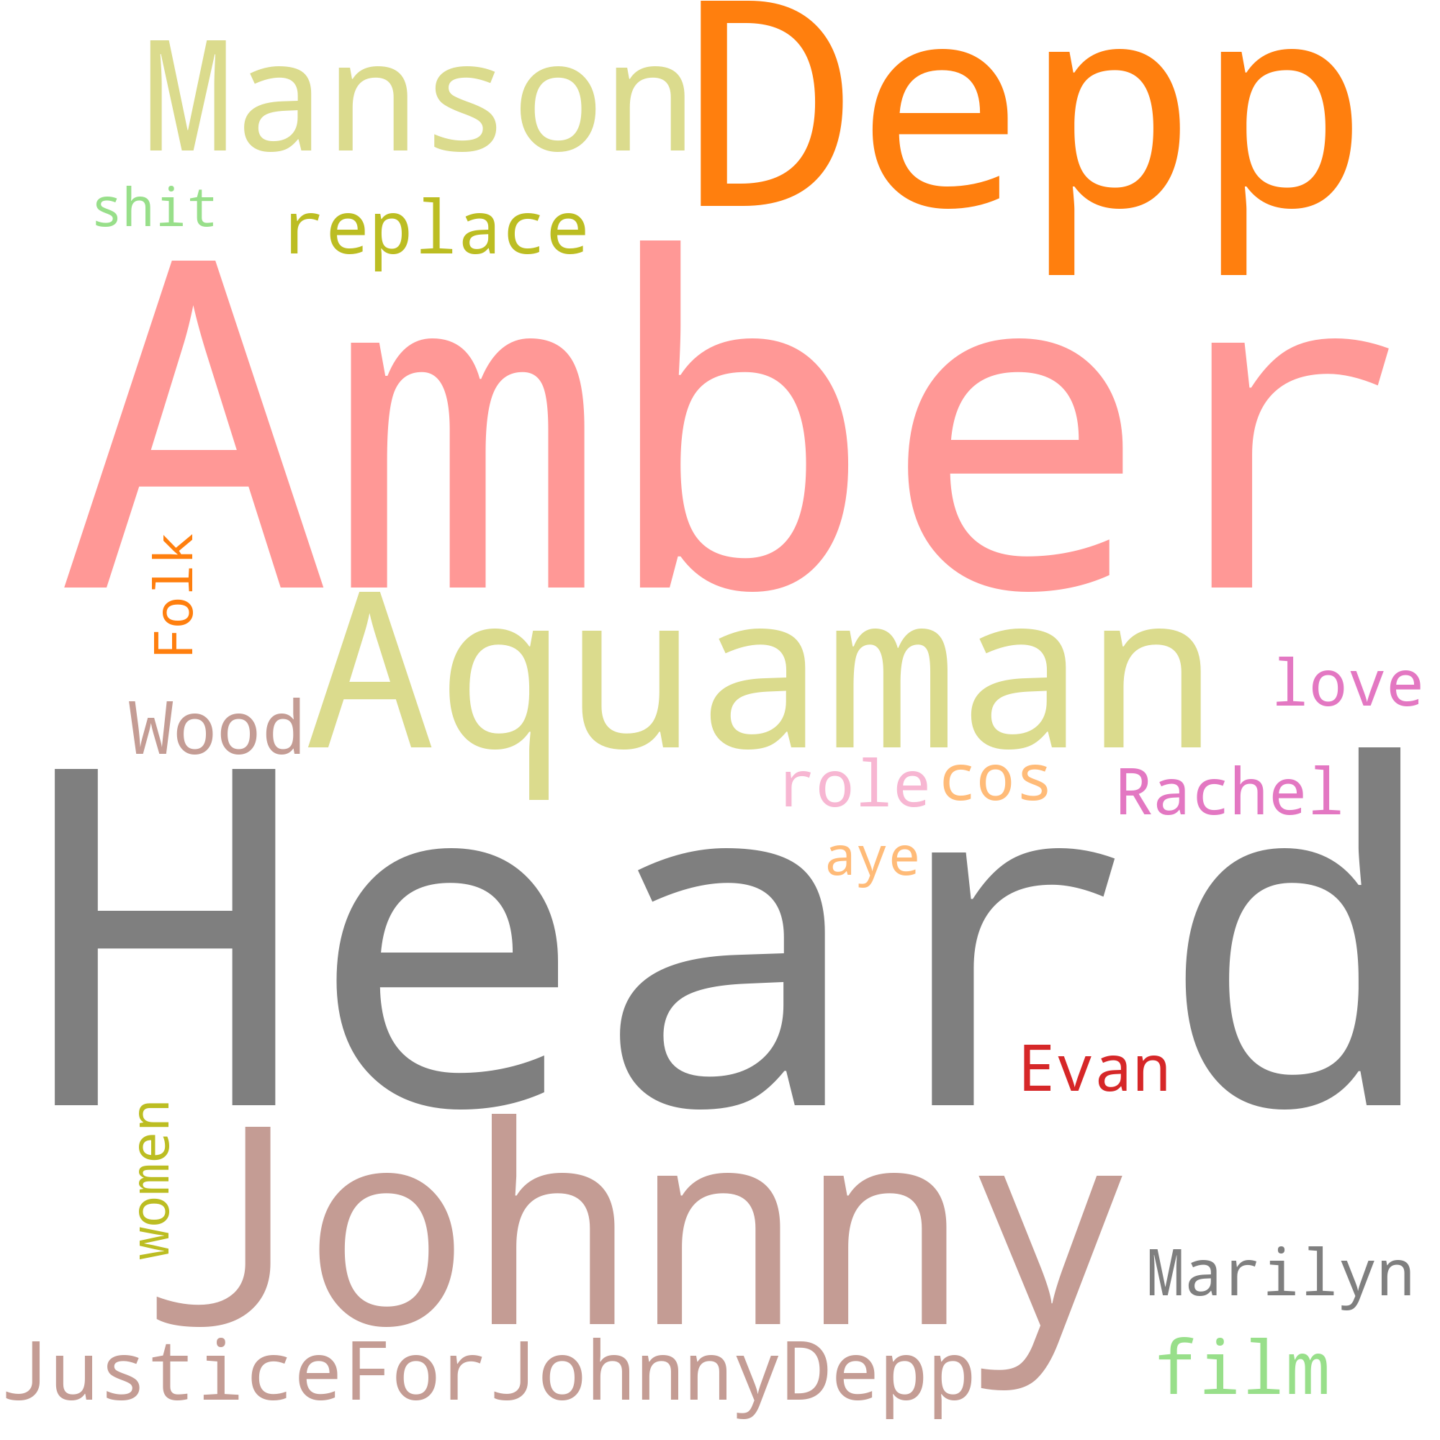 Manson
Depp
shit
replace
Amber
Folk
Aquaman
love
Wood
role
cos
Rachel
aye
Heard
Evan
women
Johnny
Marilyn
JusticeForJohnnyDepp
film